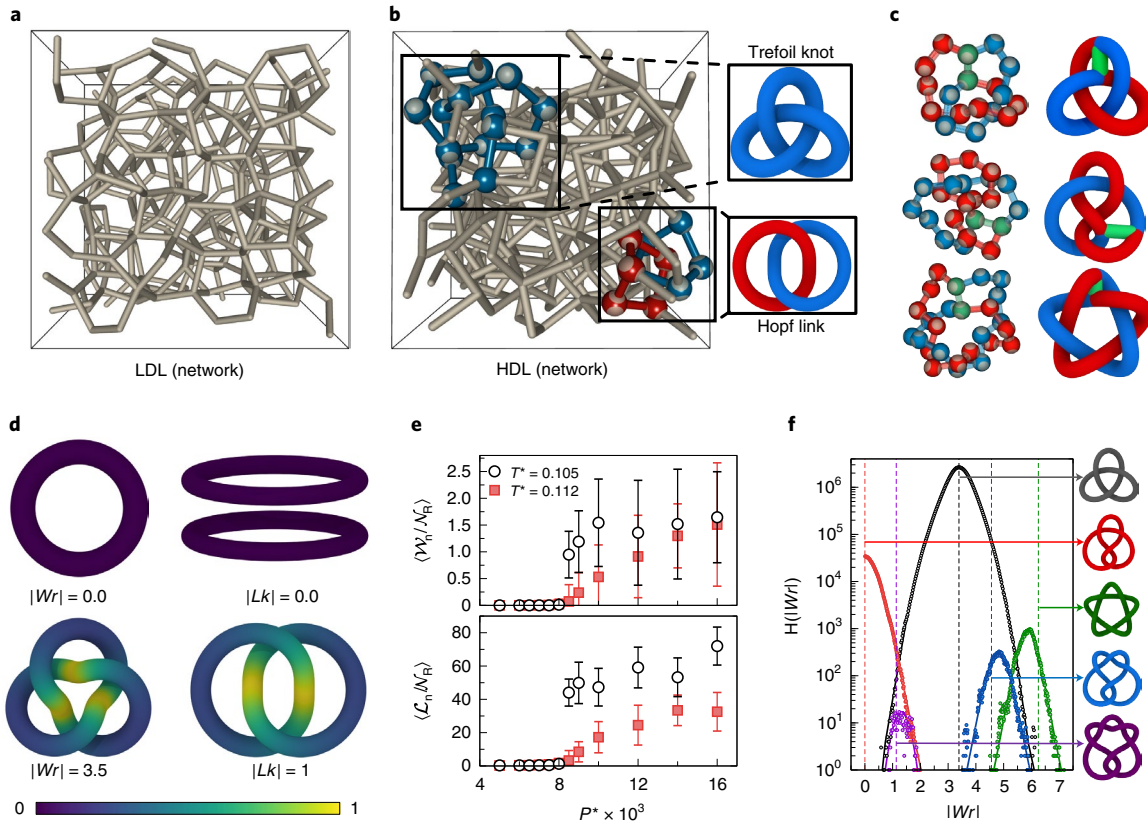 a
b
c
Trefoil knot
Hopf link
LDL (network)
HDL (network)
d
|Wr| = 0.0
|Lk| = 0.0
|Wr| = 3.5
|Lk| = 1
0
1
e
T* = 0.105
T* = 0.112
⟨𝒲n/𝒩R⟩
2.5
2.0
1.5
1.0
0.5
0
⟨ℒn/𝒩R⟩
80
60
40
20
0
4 8 12 16
P* × 10³
f
H(|Wr|)
10⁶
10⁵
10⁴
10³
10²
10¹
10⁰
0 1 2 3 4 5 6 7
|Wr|